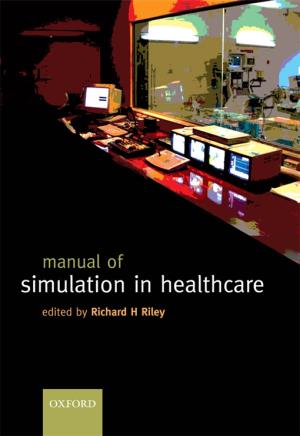 manual of
simulation in healthcare
edited by Richard H Riley
OXFORD